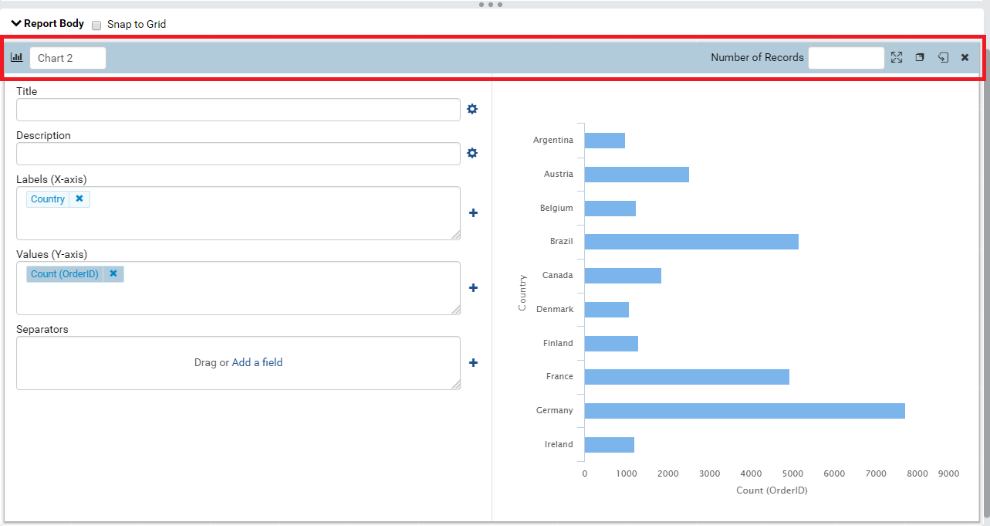 Report Body Snap to Grid
Chart 2 Number of Records
Title
Description
Labels (X-axis)
Country
Values (Y-axis)
Count (OrderID)
Separators
Drag or Add a field
Country
Argentina
Austria
Belgium
Brazil
Canada
Denmark
Finland
France
Germany
Ireland
0 1000 2000 3000 4000 5000 6000 7000 8000 9000
Count (OrderID)